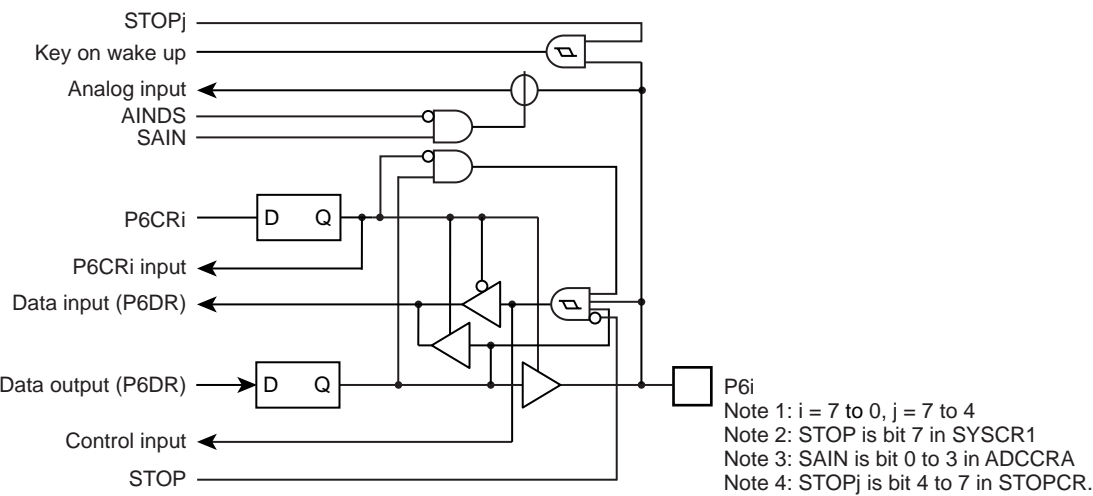 STOPj
Key on wake up
Analog input
AINDS
SAIN
P6CRi
D Q
P6CRi input
Data input (P6DR)
Data output (P6DR)
D Q
Control input
STOP
P6i
Note 1: i = 7 to 0, j = 7 to 4
Note 2: STOP is bit 7 in SYSCR1
Note 3: SAIN is bit 0 to 3 in ADCCRA
Note 4: STOPj is bit 4 to 7 in STOPCR.